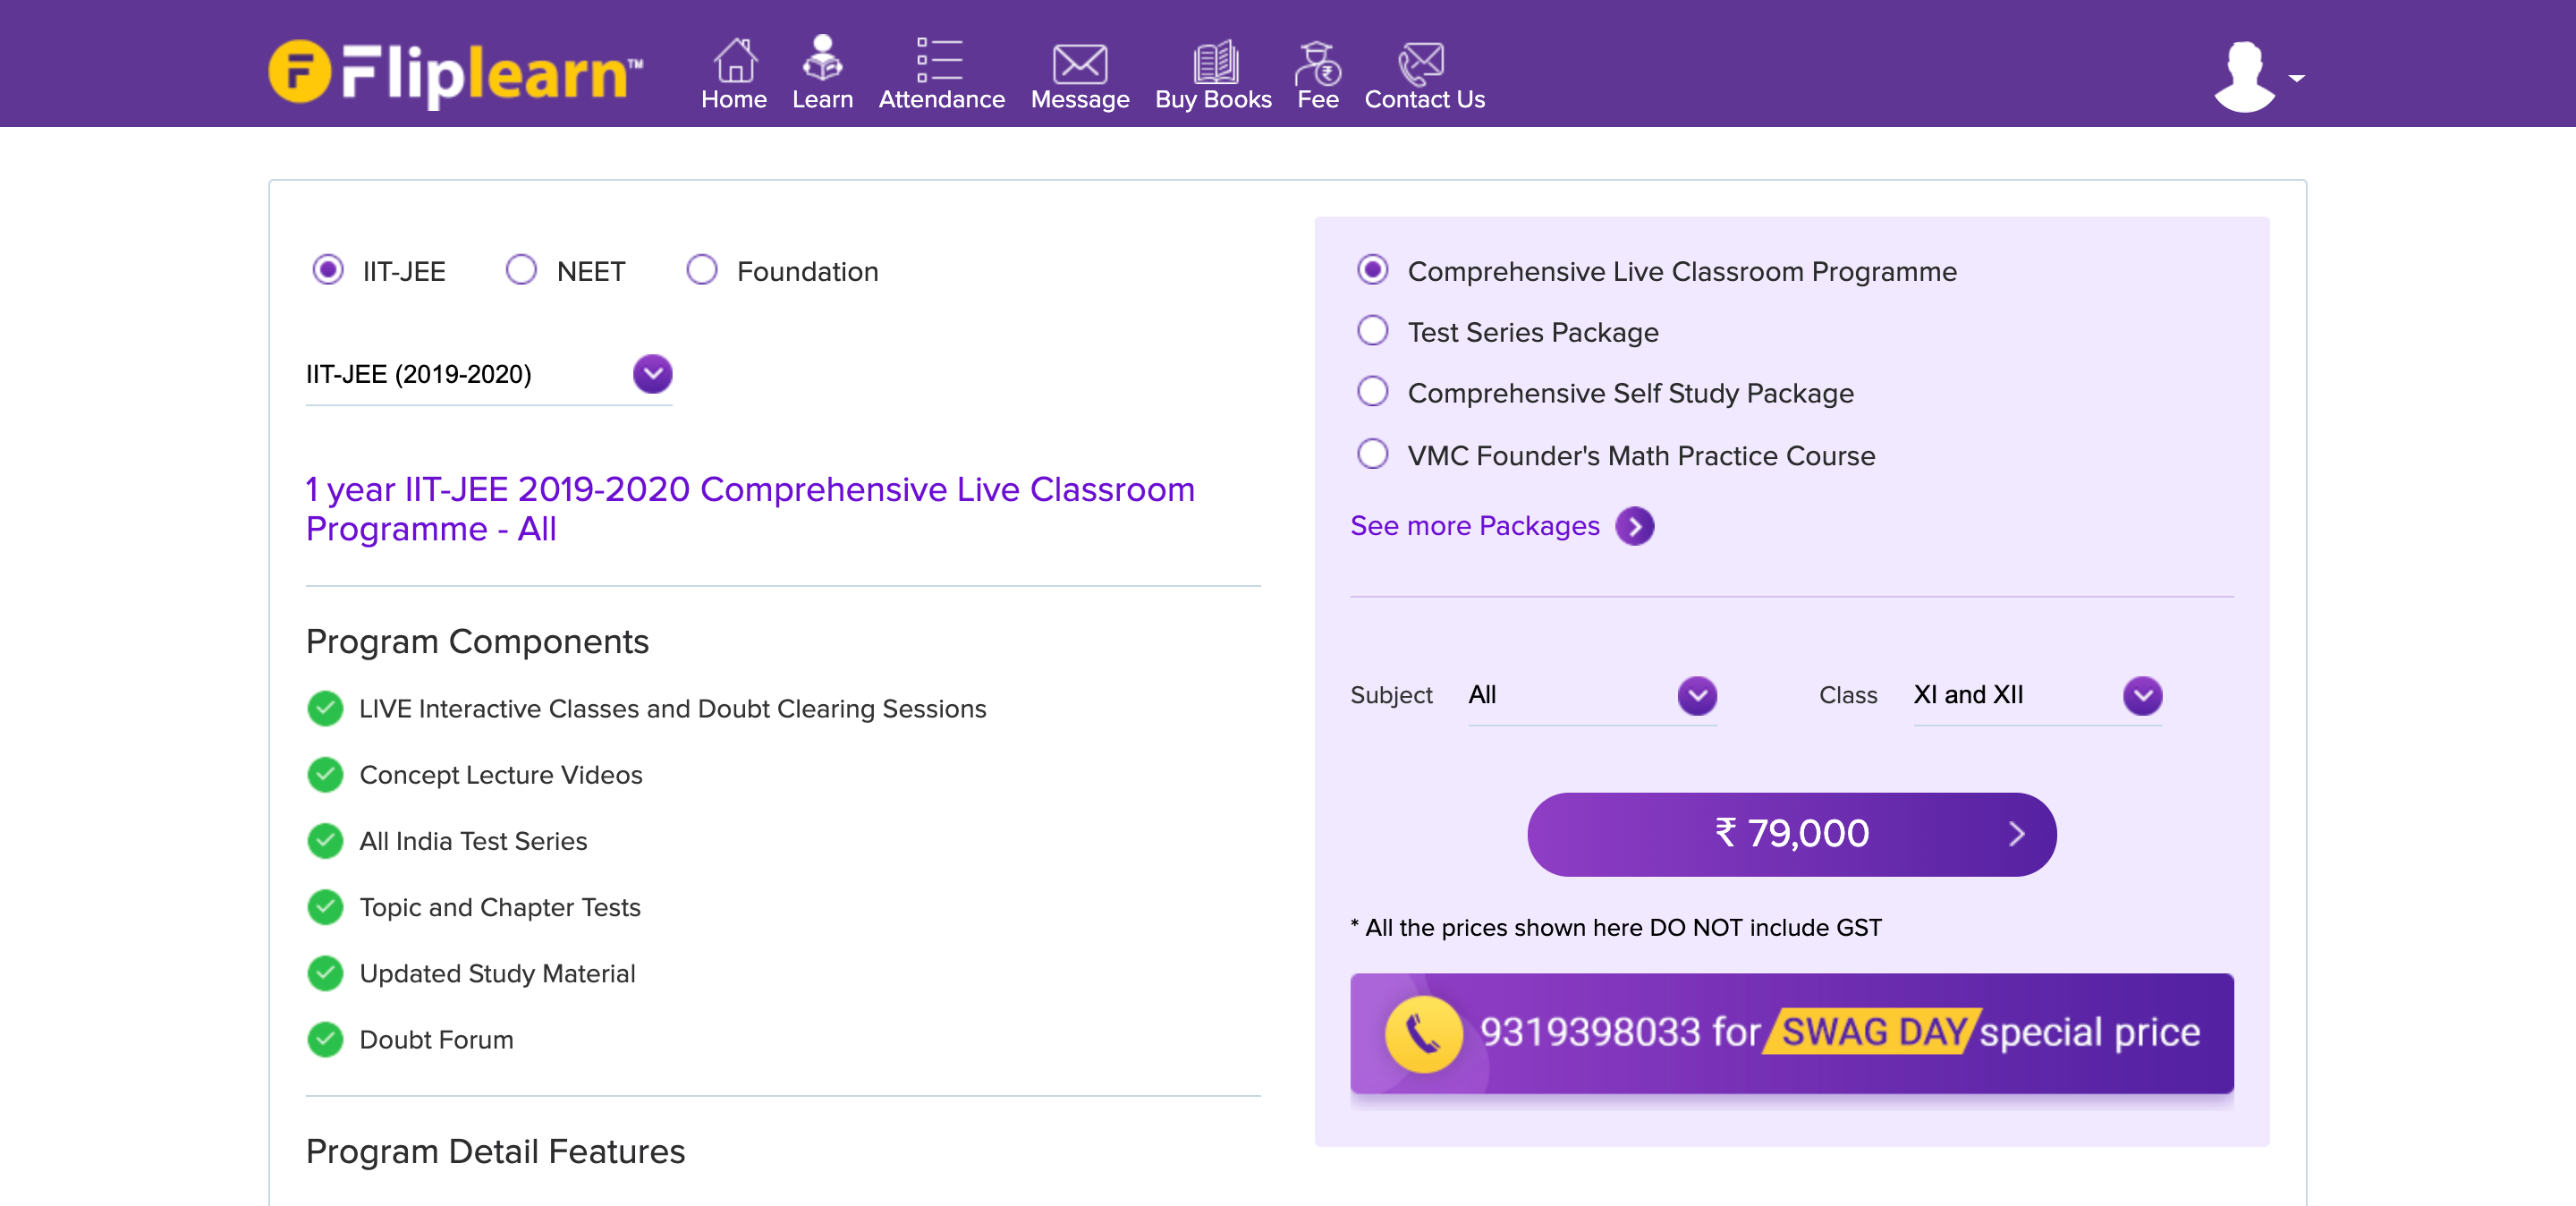 Fliplearn™
Home Learn Attendance Message Buy Books Fee Contact Us
IIT-JEE NEET Foundation
IIT-JEE (2019-2020)
1 year IIT-JEE 2019-2020 Comprehensive Live Classroom
Programme - All
Program Components
LIVE Interactive Classes and Doubt Clearing Sessions
Concept Lecture Videos
All India Test Series
Topic and Chapter Tests
Updated Study Material
Doubt Forum
Program Detail Features
Comprehensive Live Classroom Programme
Test Series Package
Comprehensive Self Study Package
VMC Founder's Math Practice Course
See more Packages
Subject All Class XI and XII
₹ 79,000
* All the prices shown here DO NOT include GST
9319398033 for SWAG DAY special price